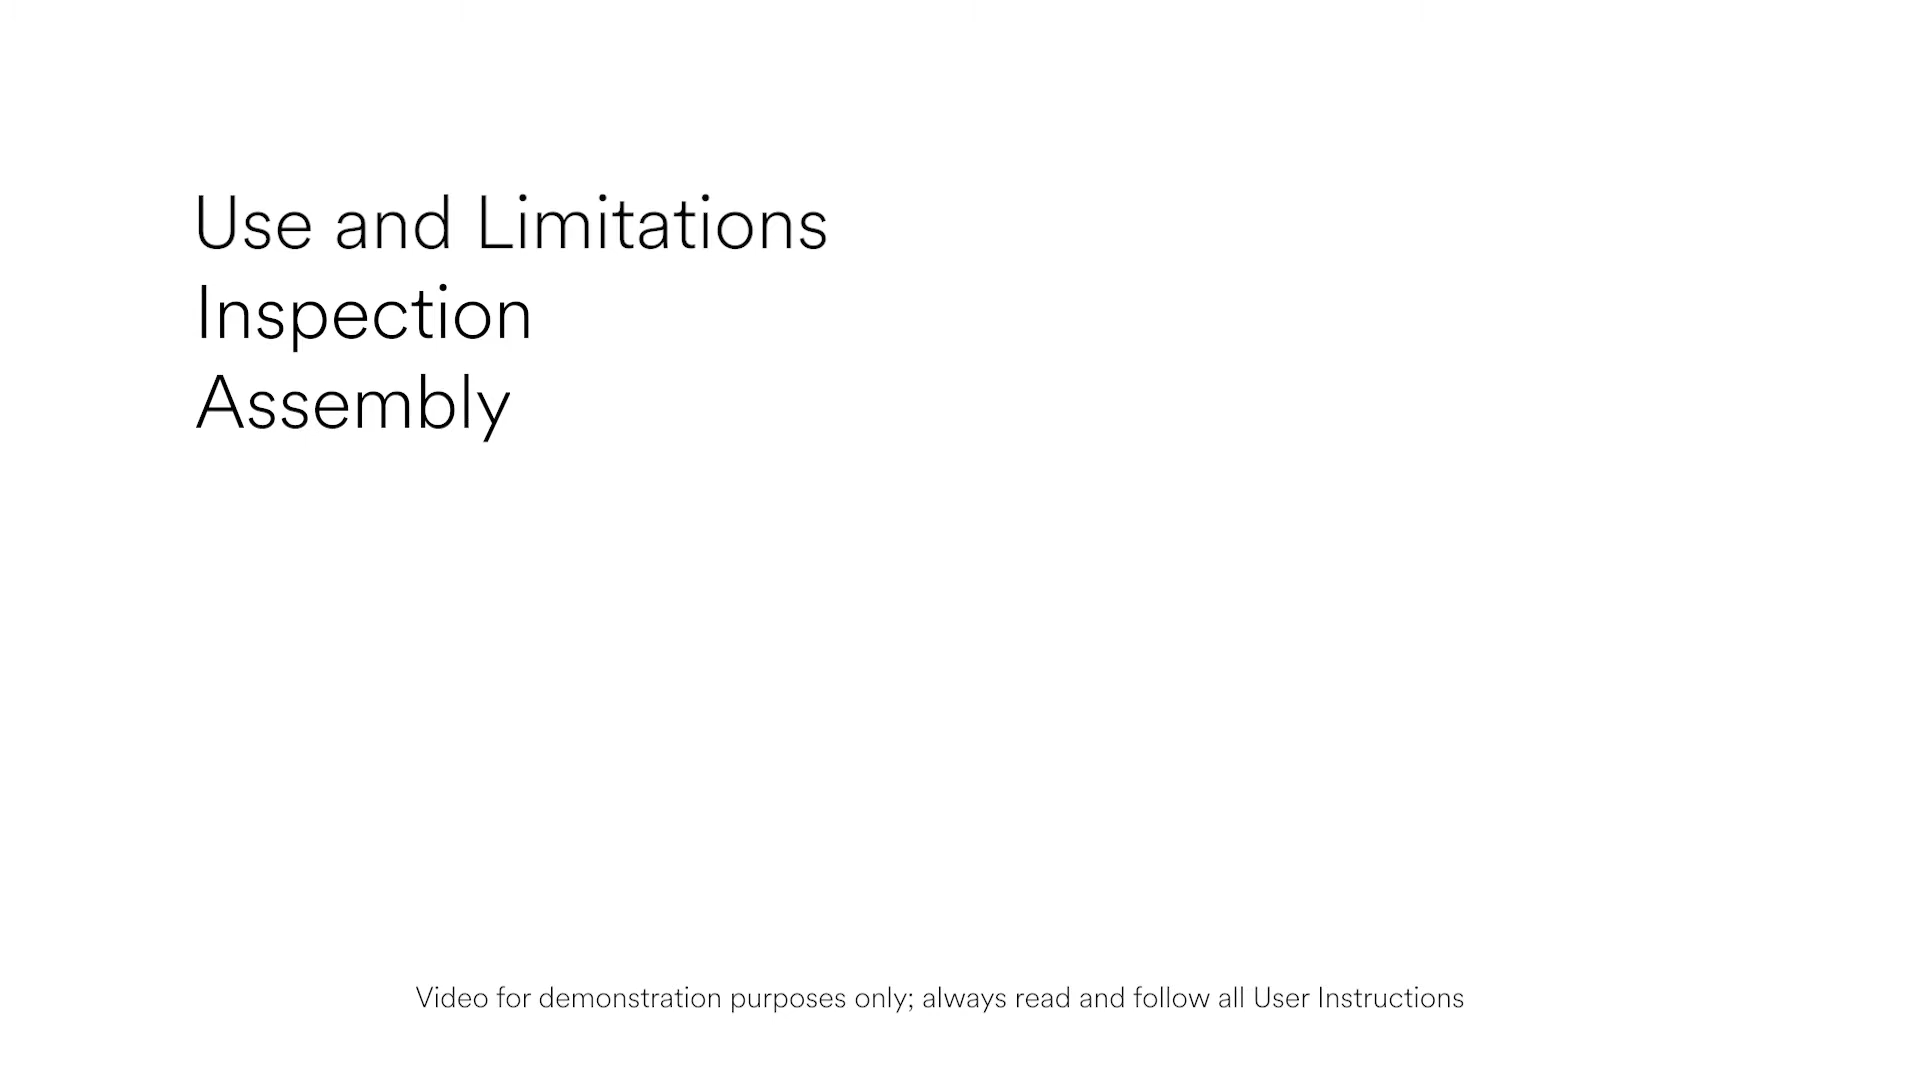 Use and Limitations
Inspection
Assembly
Video for demonstration purposes only; always read and follow all User Instructions